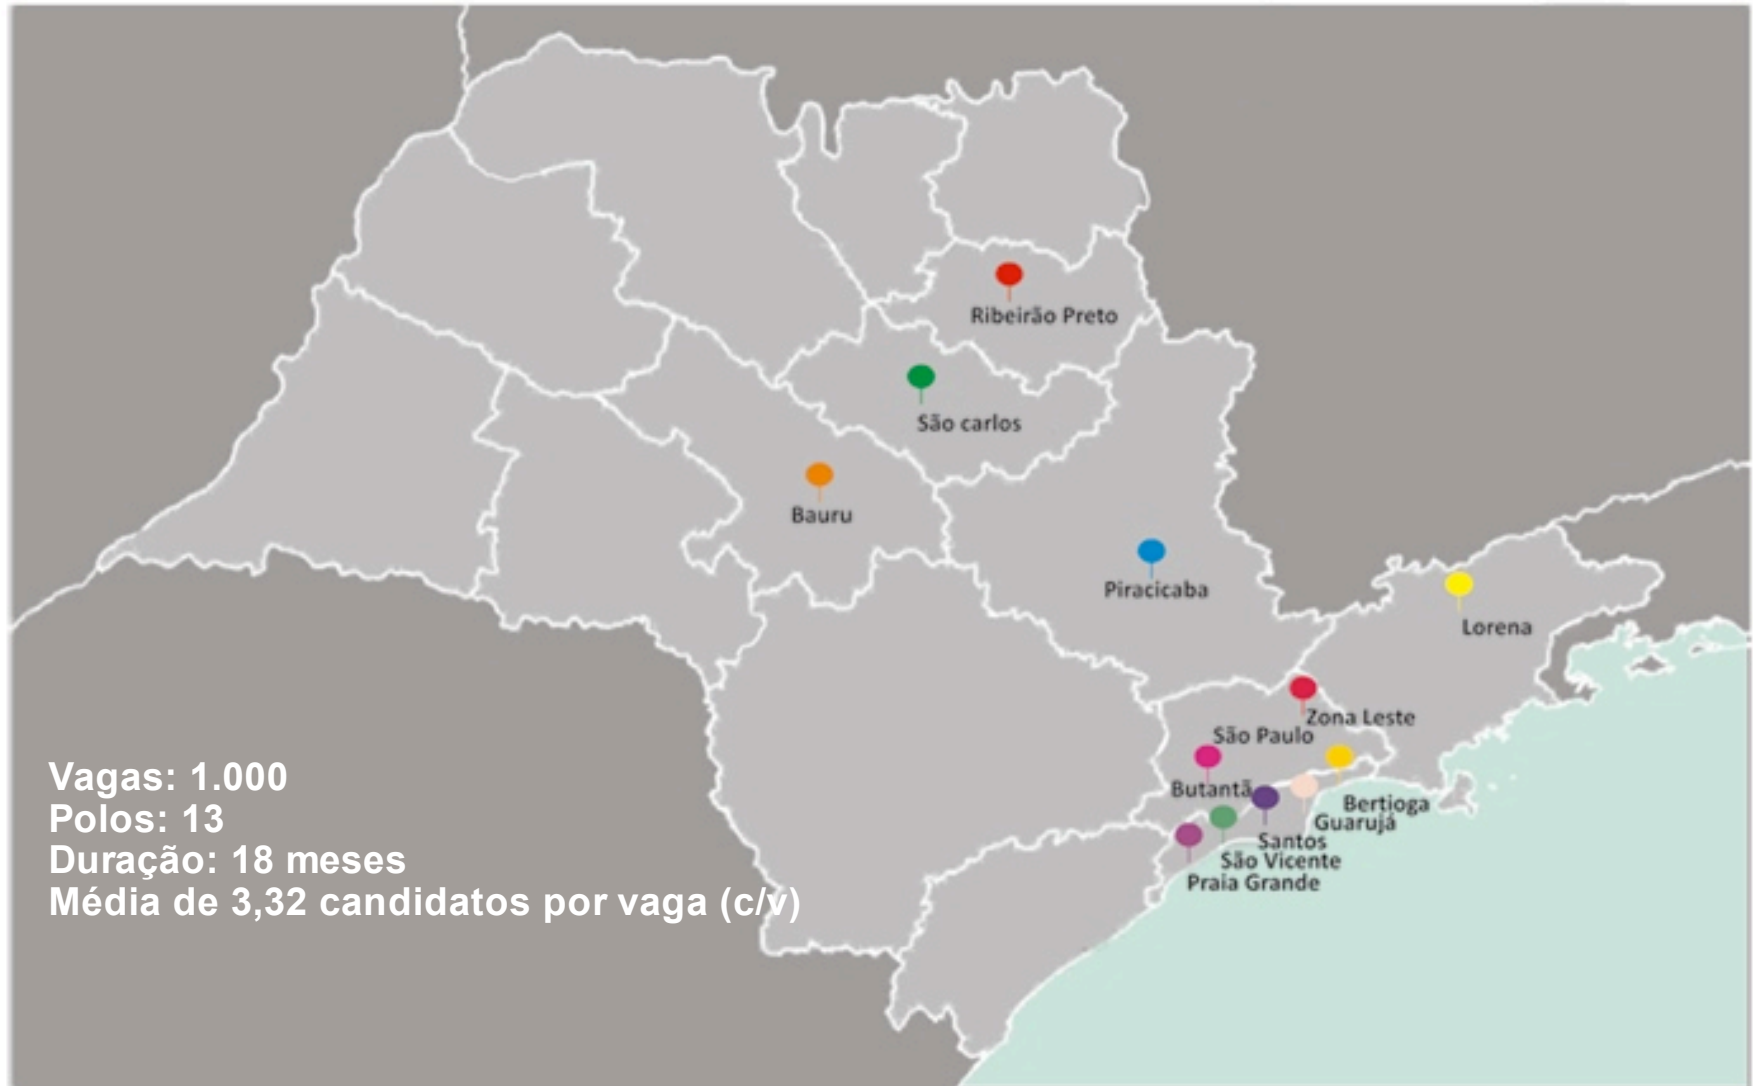 Ribeirão Preto
São carlos
Bauru
Piracicaba
Lorena
Zona Leste
São Paulo
Butantã
Bertioga
Guarujá
Santos
São Vicente
Praia Grande
Vagas: 1.000
Polos: 13
Duração: 18 meses
Média de 3,32 candidatos por vaga (c/v)